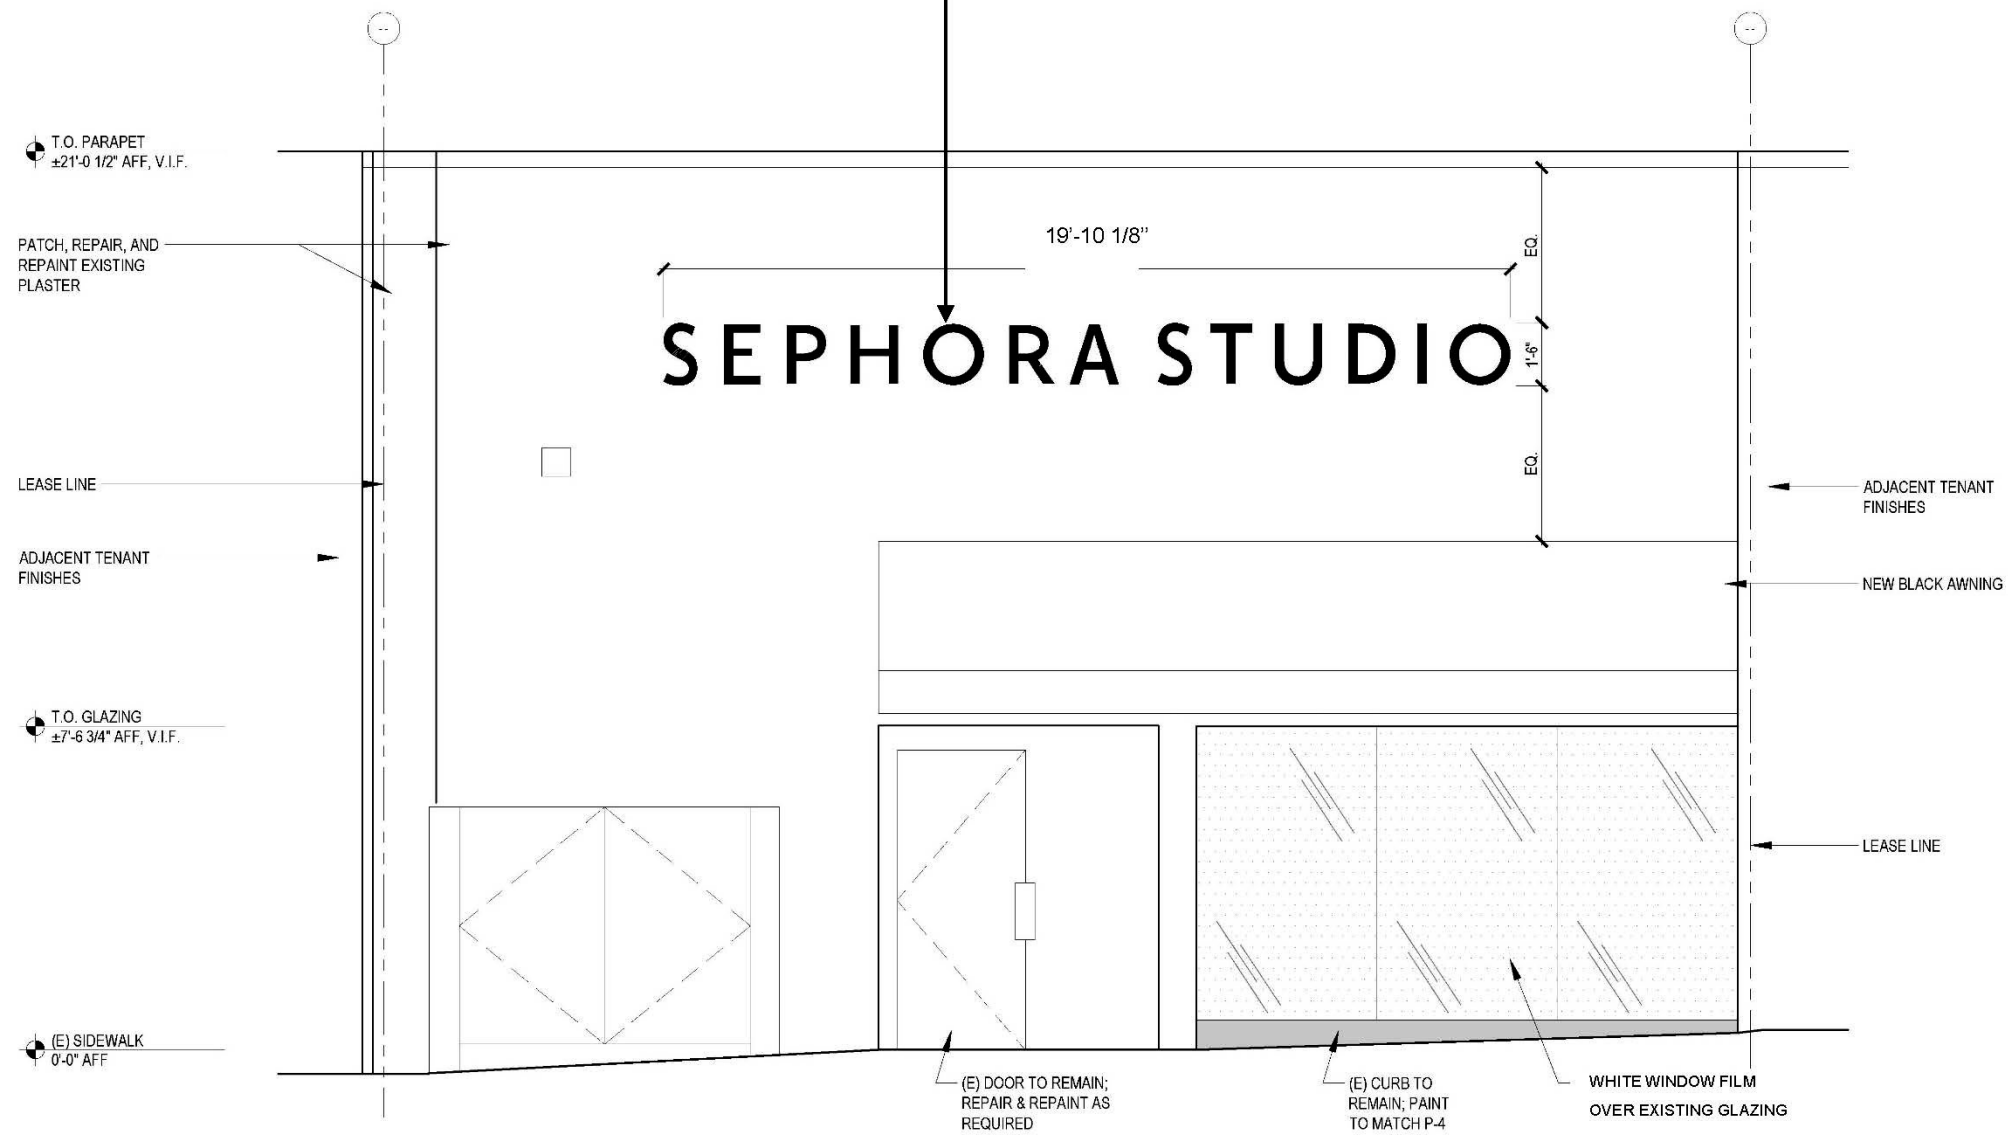 --
--
T.O. PARAPET
±21'-0 1/2" AFF, V.I.F.
PATCH, REPAIR, AND
REPAINT EXISTING
PLASTER
19'-10 1/8"
EQ.
SEPHORA STUDIO
1'-6"
EQ.
LEASE LINE
ADJACENT TENANT
FINISHES
ADJACENT TENANT
FINISHES
NEW BLACK AWNING
T.O. GLAZING
±7'-6 3/4" AFF, V.I.F.
LEASE LINE
(E) SIDEWALK
0'-0" AFF
(E) DOOR TO REMAIN;
REPAIR & REPAINT AS
REQUIRED
(E) CURB TO
REMAIN; PAINT
TO MATCH P-4
WHITE WINDOW FILM
OVER EXISTING GLAZING